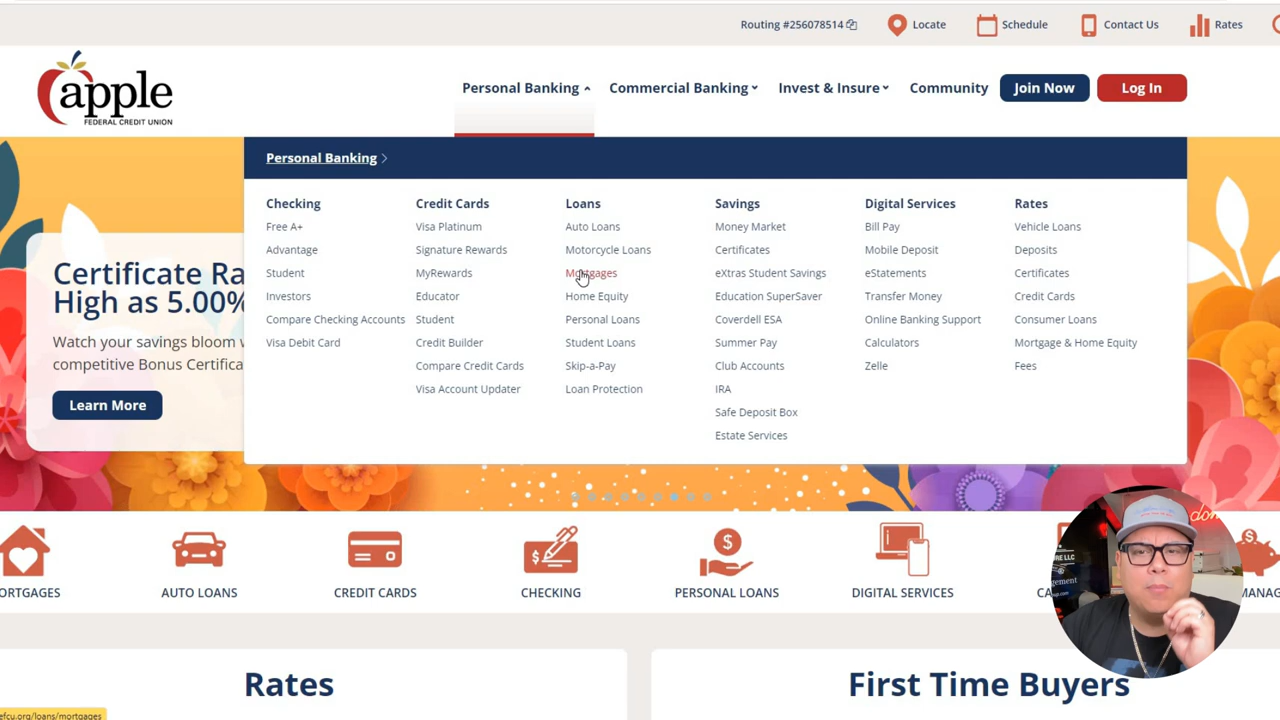 Routing #256078514
Locate
Schedule
Contact Us
Rates
apple
FEDERAL CREDIT UNION
Personal Banking
Commercial Banking
Invest & Insure
Community
Join Now
Log In
Personal Banking
Checking
Free A+
Advantage
Student
Investors
Compare Checking Accounts
Visa Debit Card
Credit Cards
Visa Platinum
Signature Rewards
MyRewards
Educator
Student
Credit Builder
Compare Credit Cards
Visa Account Updater
Loans
Auto Loans
Motorcycle Loans
Mortgages
Home Equity
Personal Loans
Student Loans
Skip-a-Pay
Loan Protection
Savings
Money Market
Certificates
eXtras Student Savings
Education SuperSaver
Coverdell ESA
Summer Pay
Club Accounts
IRA
Safe Deposit Box
Estate Services
Digital Services
Bill Pay
Mobile Deposit
eStatements
Transfer Money
Online Banking Support
Calculators
Zelle
Rates
Vehicle Loans
Deposits
Certificates
Credit Cards
Consumer Loans
Mortgage & Home Equity
Fees
Certificate Ra
High as 5.00%
Watch your savings bloom w
competitive Bonus Certifica
Learn More
ORTGAGES
AUTO LOANS
CREDIT CARDS
CHECKING
PERSONAL LOANS
DIGITAL SERVICES
CA
MANAG
Rates
First Time Buyers
efcu.org/loans/mortgages